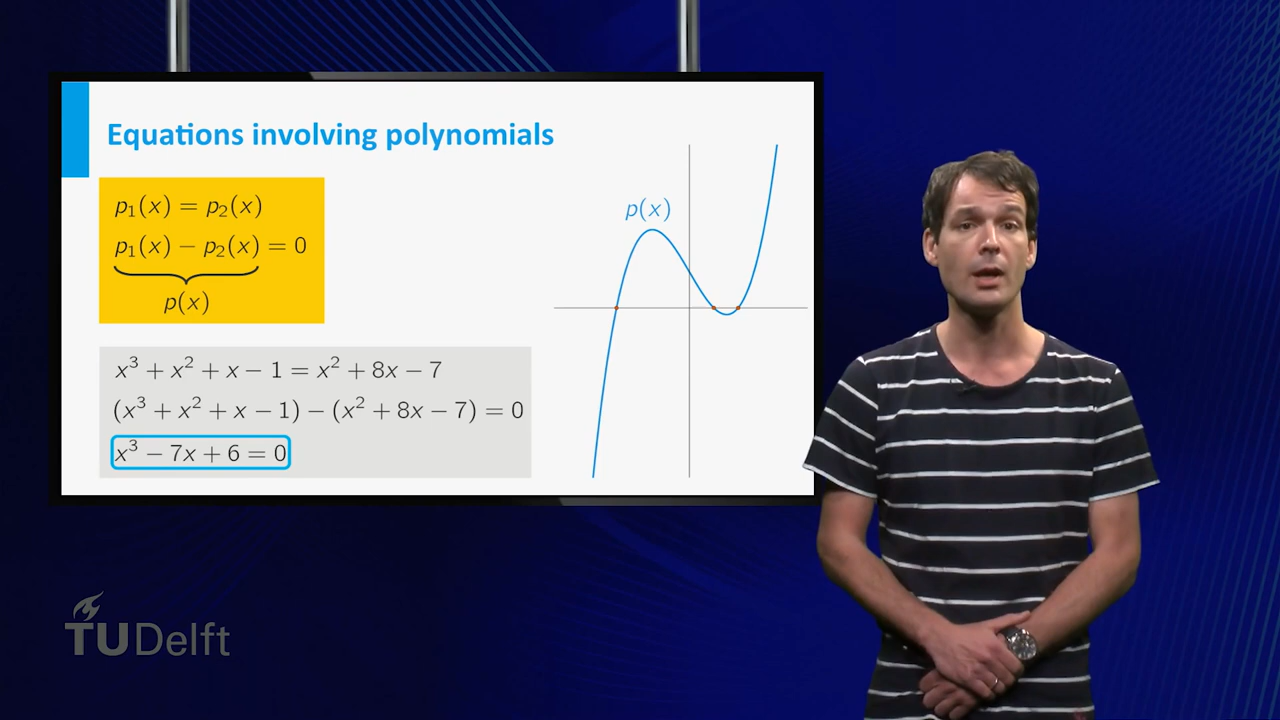 Equations involving polynomials
p₁(x) = p₂(x)
p₁(x) − p₂(x) = 0
p(x)
x³ + x² + x − 1 = x² + 8x − 7
(x³ + x² + x − 1) − (x² + 8x − 7) = 0
x³ − 7x + 6 = 0
p(x)
TUDelft